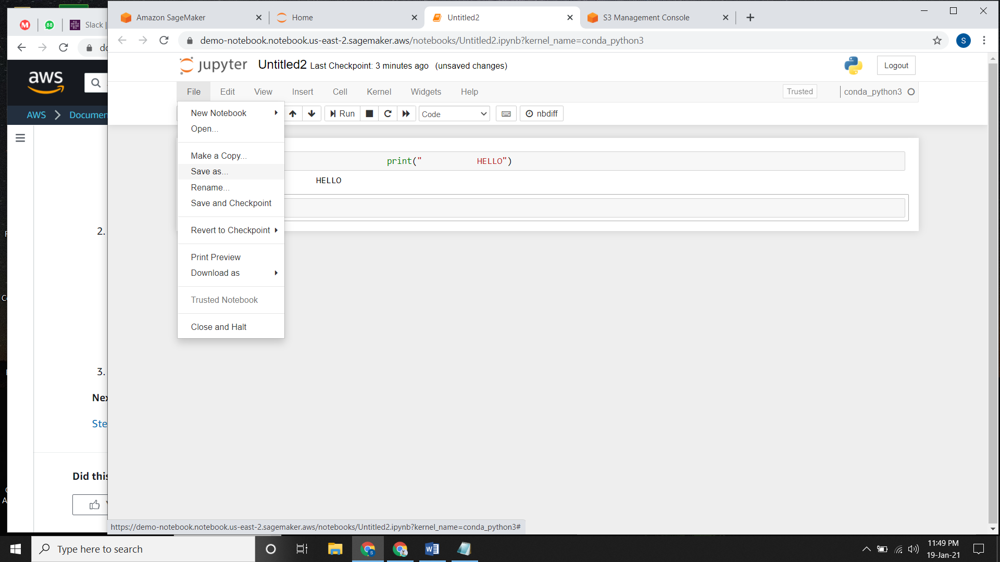 Amazon SageMaker
Home
Untitled2
S3 Management Console
Slack |
demo-notebook.notebook.us-east-2.sagemaker.aws/notebooks/Untitled2.ipynb?kernel_name=conda_python3
S
jupyter Untitled2 Last Checkpoint: 3 minutes ago (unsaved changes)
Logout
aws
File Edit View Insert Cell Kernel Widgets Help
Trusted
conda_python3
AWS
Run
Code
nbdiff
New Notebook
Open...
Make a Copy...
Save as...
Rename...
Save and Checkpoint
Revert to Checkpoint
Print Preview
Download as
Trusted Notebook
Close and Halt
print(" HELLO")
HELLO
2.
3.
https://demo-notebook.notebook.us-east-2.sagemaker.aws/notebooks/Untitled2.ipynb?kernel_name=conda_python3#
Type here to search
11:49 PM
19-Jan-21